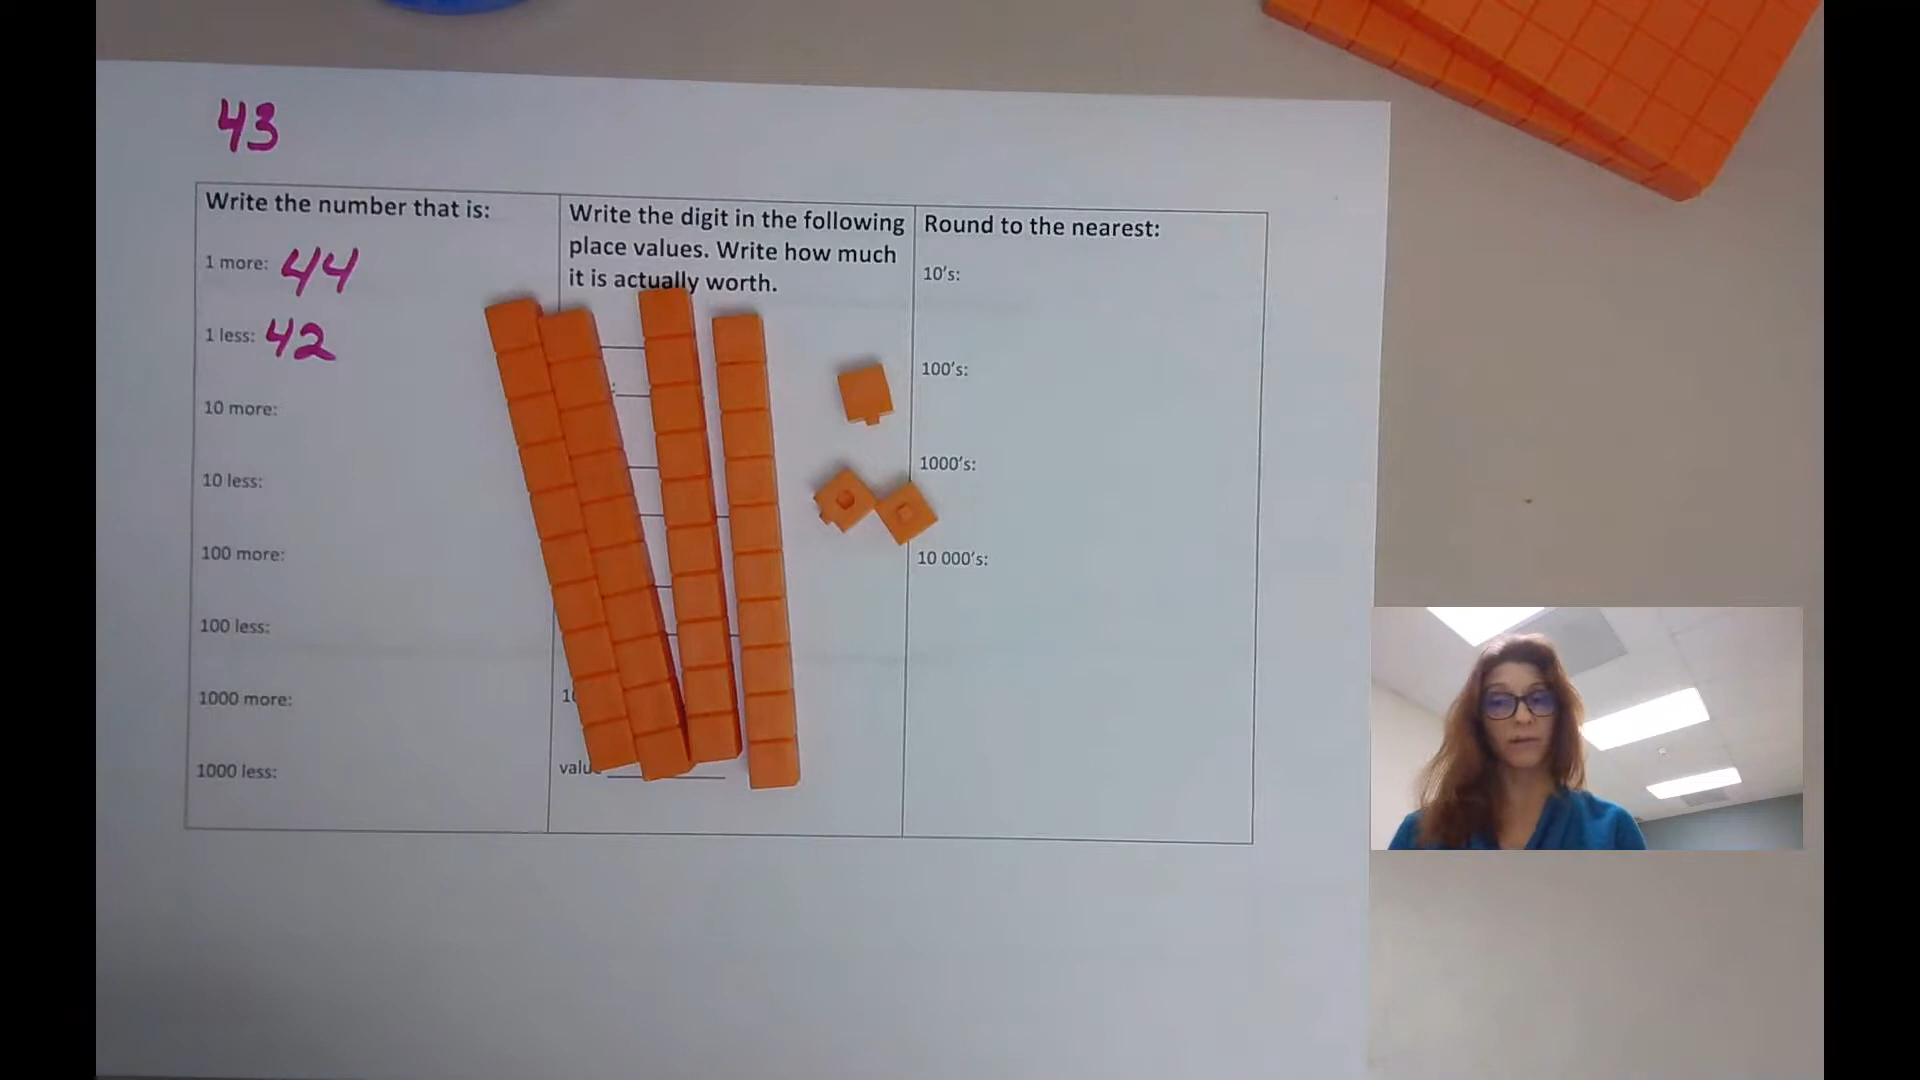 43
Write the number that is:
1 more: 44
1 less: 42
10 more:
10 less:
100 more:
100 less:
1000 more:
1000 less:
Write the digit in the following
place values. Write how much
it is actually worth.
Round to the nearest:
10's:
100's:
1000's:
10 000's: